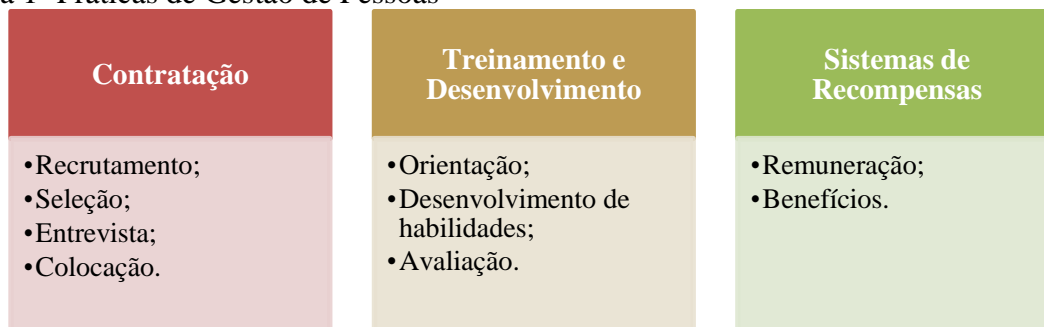 a 1- Práticas de Gestão de Pessoas
Contratação
•Recrutamento;
•Seleção;
•Entrevista;
•Colocação.
Treinamento e
Desenvolvimento
•Orientação;
•Desenvolvimento de
habilidades;
•Avaliação.
Sistemas de
Recompensas
•Remuneração;
•Benefícios.